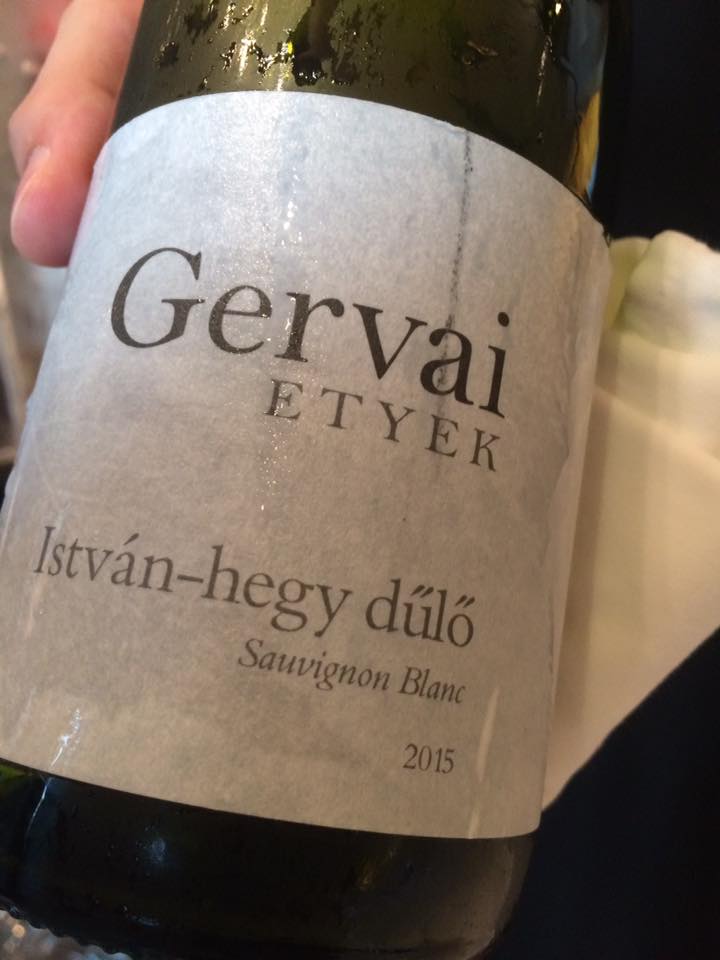 Gervai
ETYEK
István-hegy dűlő
Sauvignon Blanc
2015